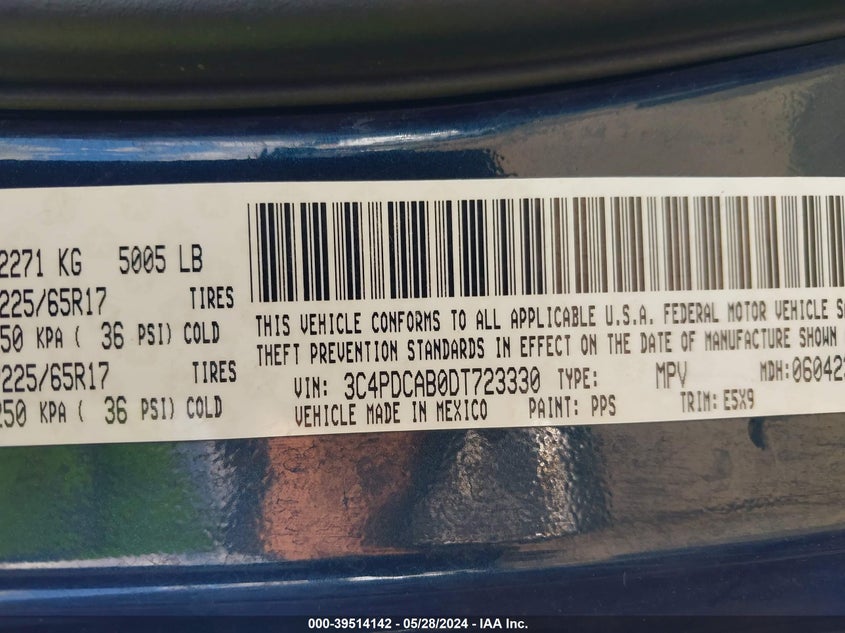 2271 KG 5005 LB
225/65R17 TIRES
50 KPA ( 36 PSI) COLD
225/65R17 TIRES
250 KPA ( 36 PSI) COLD
THIS VEHICLE CONFORMS TO ALL APPLICABLE U.S.A. FEDERAL MOTOR VEHICLE S
THEFT PREVENTION STANDARDS IN EFFECT ON THE DATE OF MANUFACTURE SHOWN
VIN: 3C4PDCAB0DT723330 TYPE: MPV MDH:06042
VEHICLE MADE IN MEXICO PAINT: PPS TRIM: E5X9
000-39514142 - 05/28/2024 - IAA Inc.